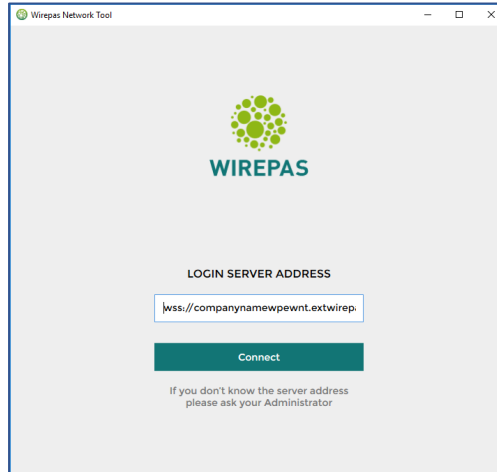 Wirepas Network Tool
WIREPAS
LOGIN SERVER ADDRESS
wss://companynamewpewnt.extwirepa
Connect
If you don't know the server address
please ask your Administrator